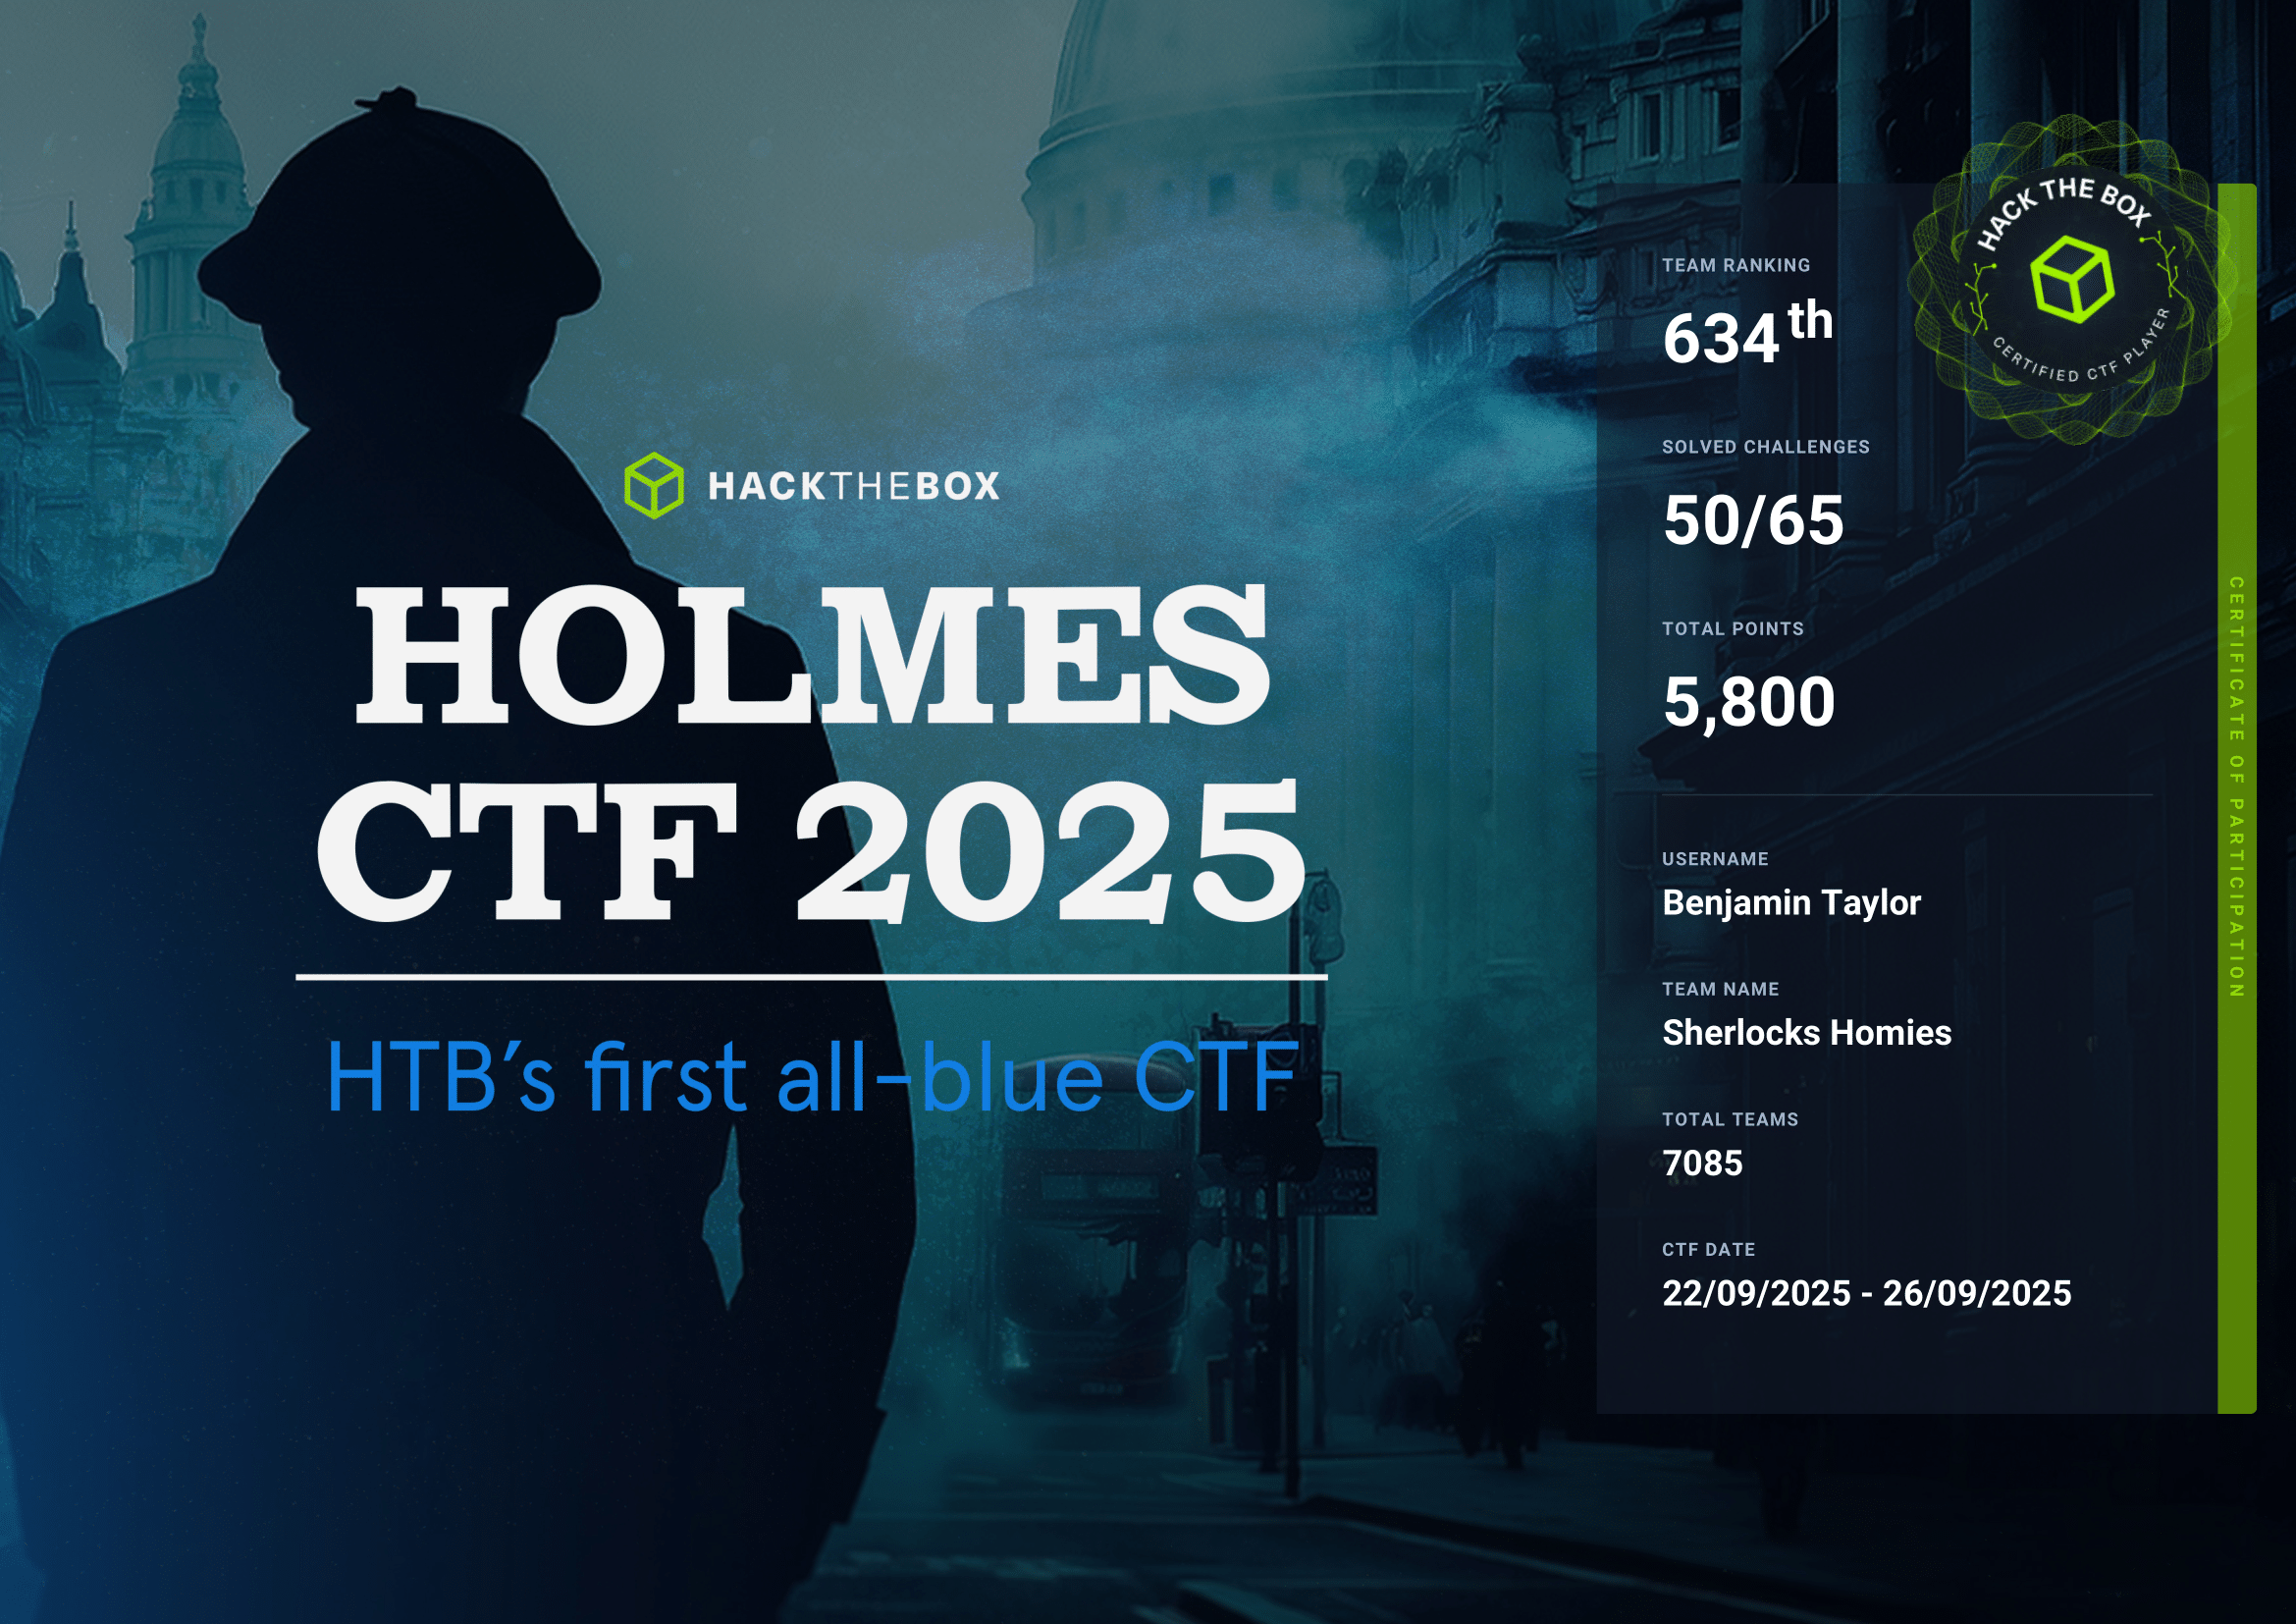 HACKTHEBOX
HOLMES
CTF 2025
HTB's first all-blue CTF
HACK THE BOX
CERTIFIED CTF PLAYER
TEAM RANKING
634th
SOLVED CHALLENGES
50/65
TOTAL POINTS
5,800
USERNAME
Benjamin Taylor
TEAM NAME
Sherlocks Homies
TOTAL TEAMS
7085
CTF DATE
22/09/2025 - 26/09/2025
CERTIFICATE OF PARTICIPATION